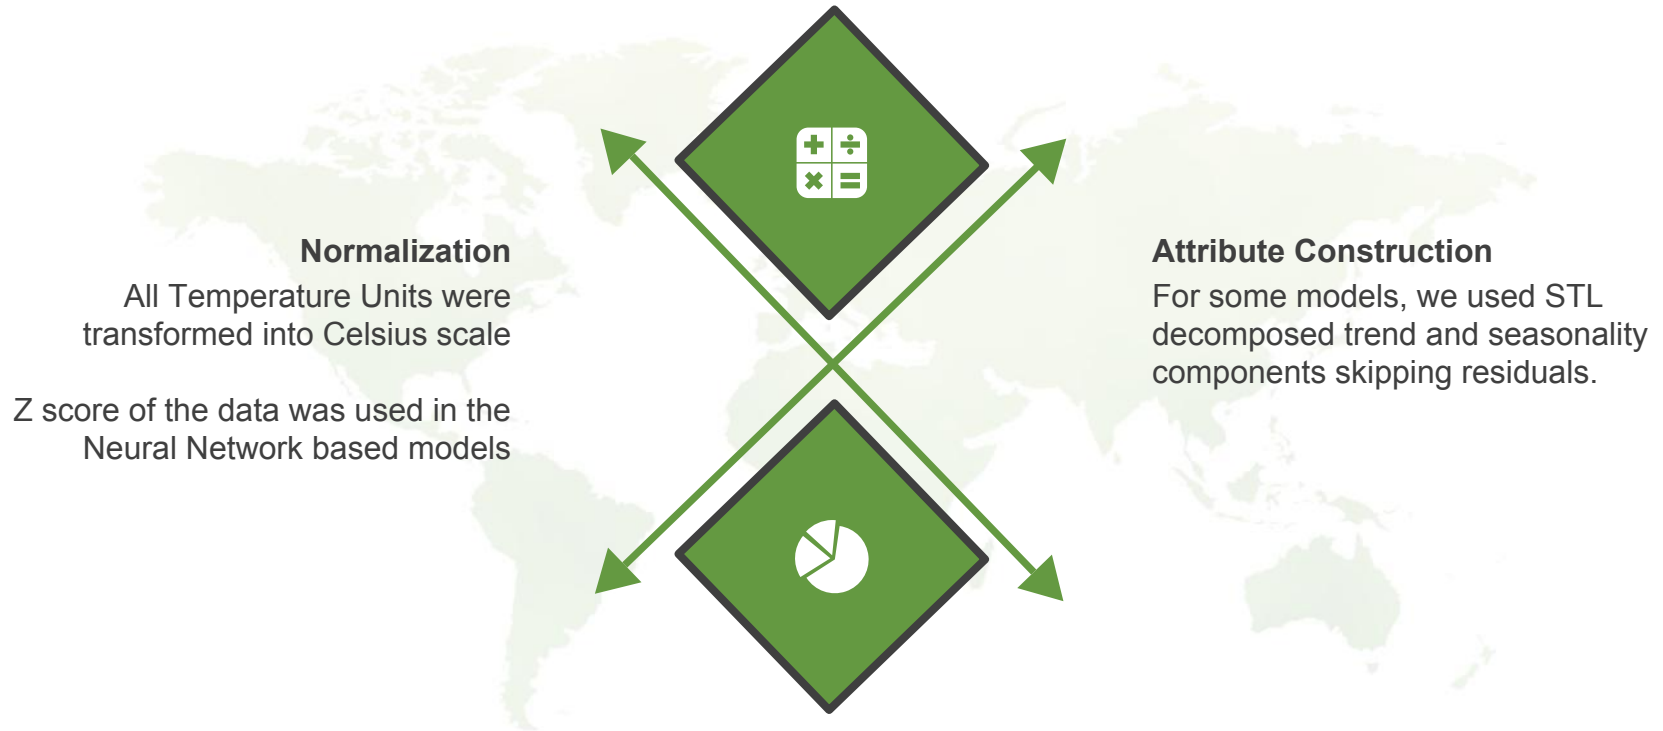 Normalization
All Temperature Units were
transformed into Celsius scale
Z score of the data was used in the
Neural Network based models
Attribute Construction
For some models, we used STL
decomposed trend and seasonality
components skipping residuals.